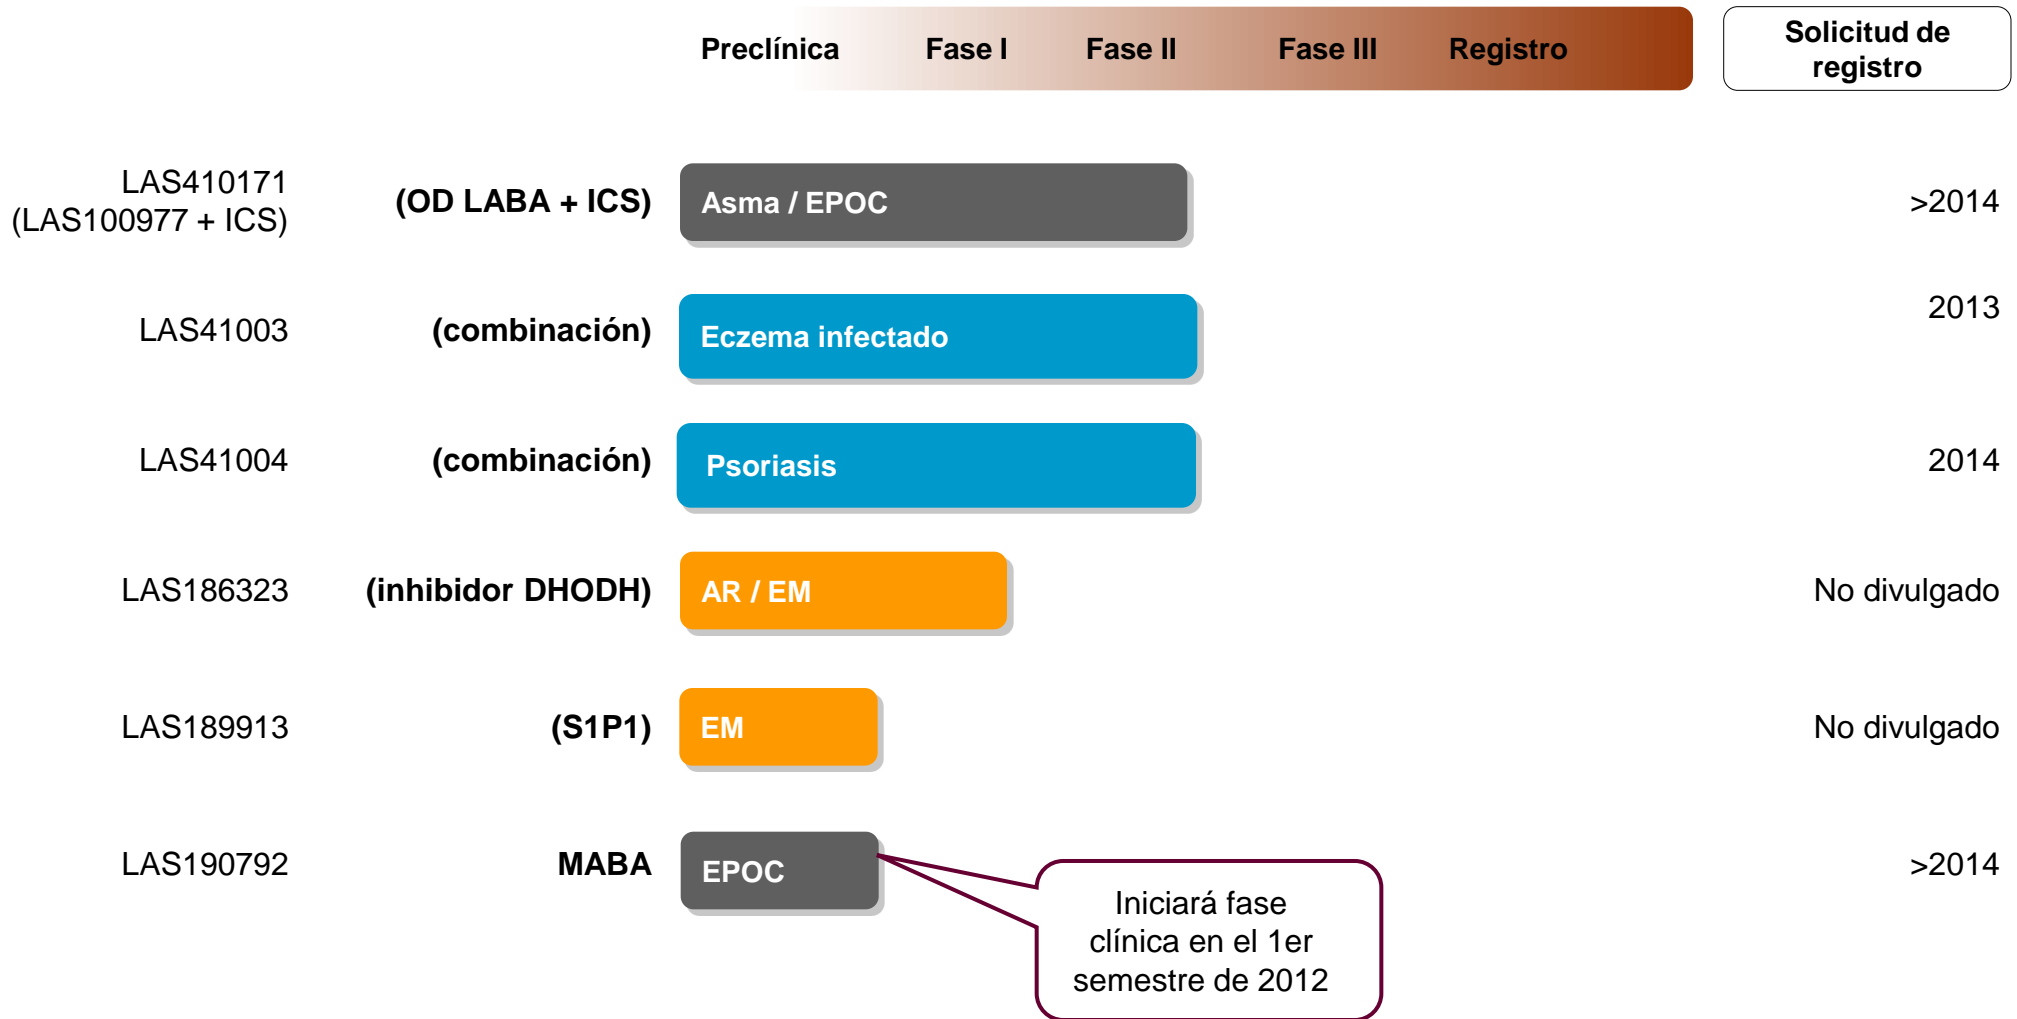 Preclínica Fase I Fase II Fase III Registro
Solicitud de
registro
LAS410171
(LAS100977 + ICS)
(OD LABA + ICS)
Asma / EPOC
>2014
LAS41003
(combinación)
Eczema infectado
2013
LAS41004
(combinación)
Psoriasis
2014
LAS186323
(inhibidor DHODH)
AR / EM
No divulgado
LAS189913
(S1P1)
EM
No divulgado
LAS190792
MABA
EPOC
>2014
Iniciará fase
clínica en el 1er
semestre de 2012